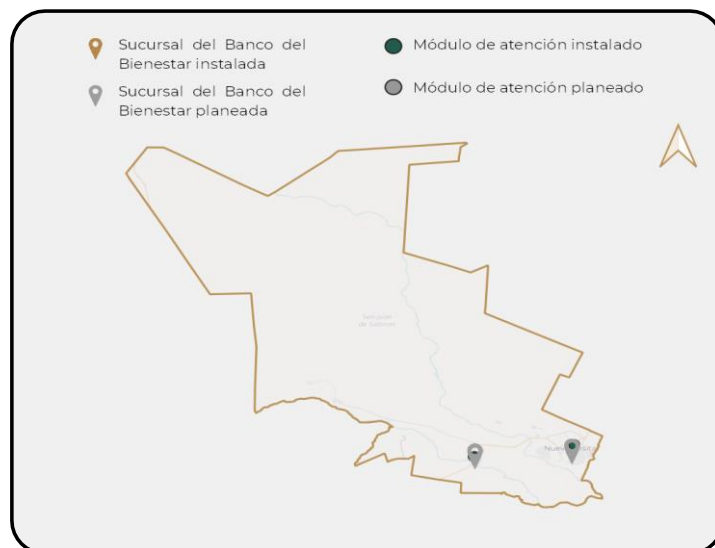 Sucursal del Banco del
Bienestar instalada
Sucursal del Banco del
Bienestar planeada
Módulo de atención instalado
Módulo de atención planeado